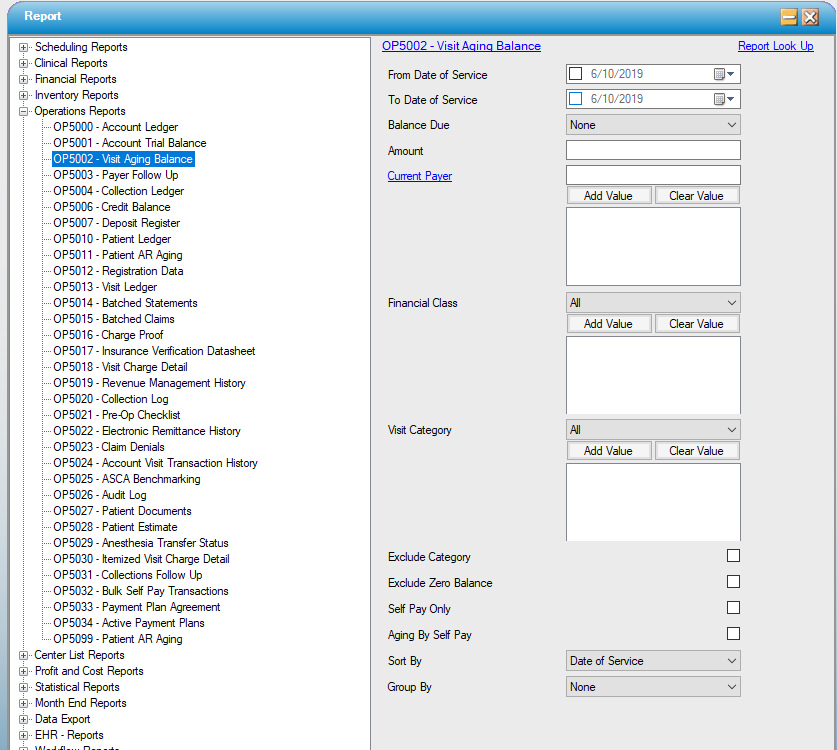 Report
Scheduling Reports
Clinical Reports
Financial Reports
Inventory Reports
Operations Reports
OP5000 - Account Ledger
OP5001 - Account Trial Balance
OP5002 - Visit Aging Balance
OP5003 - Payer Follow Up
OP5004 - Collection Ledger
OP5006 - Credit Balance
OP5007 - Deposit Register
OP5010 - Patient Ledger
OP5011 - Patient AR Aging
OP5012 - Registration Data
OP5013 - Visit Ledger
OP5014 - Batched Statements
OP5015 - Batched Claims
OP5016 - Charge Proof
OP5017 - Insurance Verification Datasheet
OP5018 - Visit Charge Detail
OP5019 - Revenue Management History
OP5020 - Collection Log
OP5021 - Pre-Op Checklist
OP5022 - Electronic Remittance History
OP5023 - Claim Denials
OP5024 - Account Visit Transaction History
OP5025 - ASCA Benchmarking
OP5026 - Audit Log
OP5027 - Patient Documents
OP5028 - Patient Estimate
OP5029 - Anesthesia Transfer Status
OP5030 - Itemized Visit Charge Detail
OP5031 - Collections Follow Up
OP5032 - Bulk Self Pay Transactions
OP5033 - Payment Plan Agreement
OP5034 - Active Payment Plans
OP5099 - Patient AR Aging
Center List Reports
Profit and Cost Reports
Statistical Reports
Month End Reports
Data Export
EHR - Reports
Workflow Reports
OP5002 - Visit Aging Balance Report Look Up
From Date of Service 6/10/2019
To Date of Service 6/10/2019
Balance Due None
Amount
Current Payer
Add Value Clear Value
Financial Class All
Add Value Clear Value
Visit Category All
Add Value Clear Value
Exclude Category
Exclude Zero Balance
Self Pay Only
Aging By Self Pay
Sort By Date of Service
Group By None